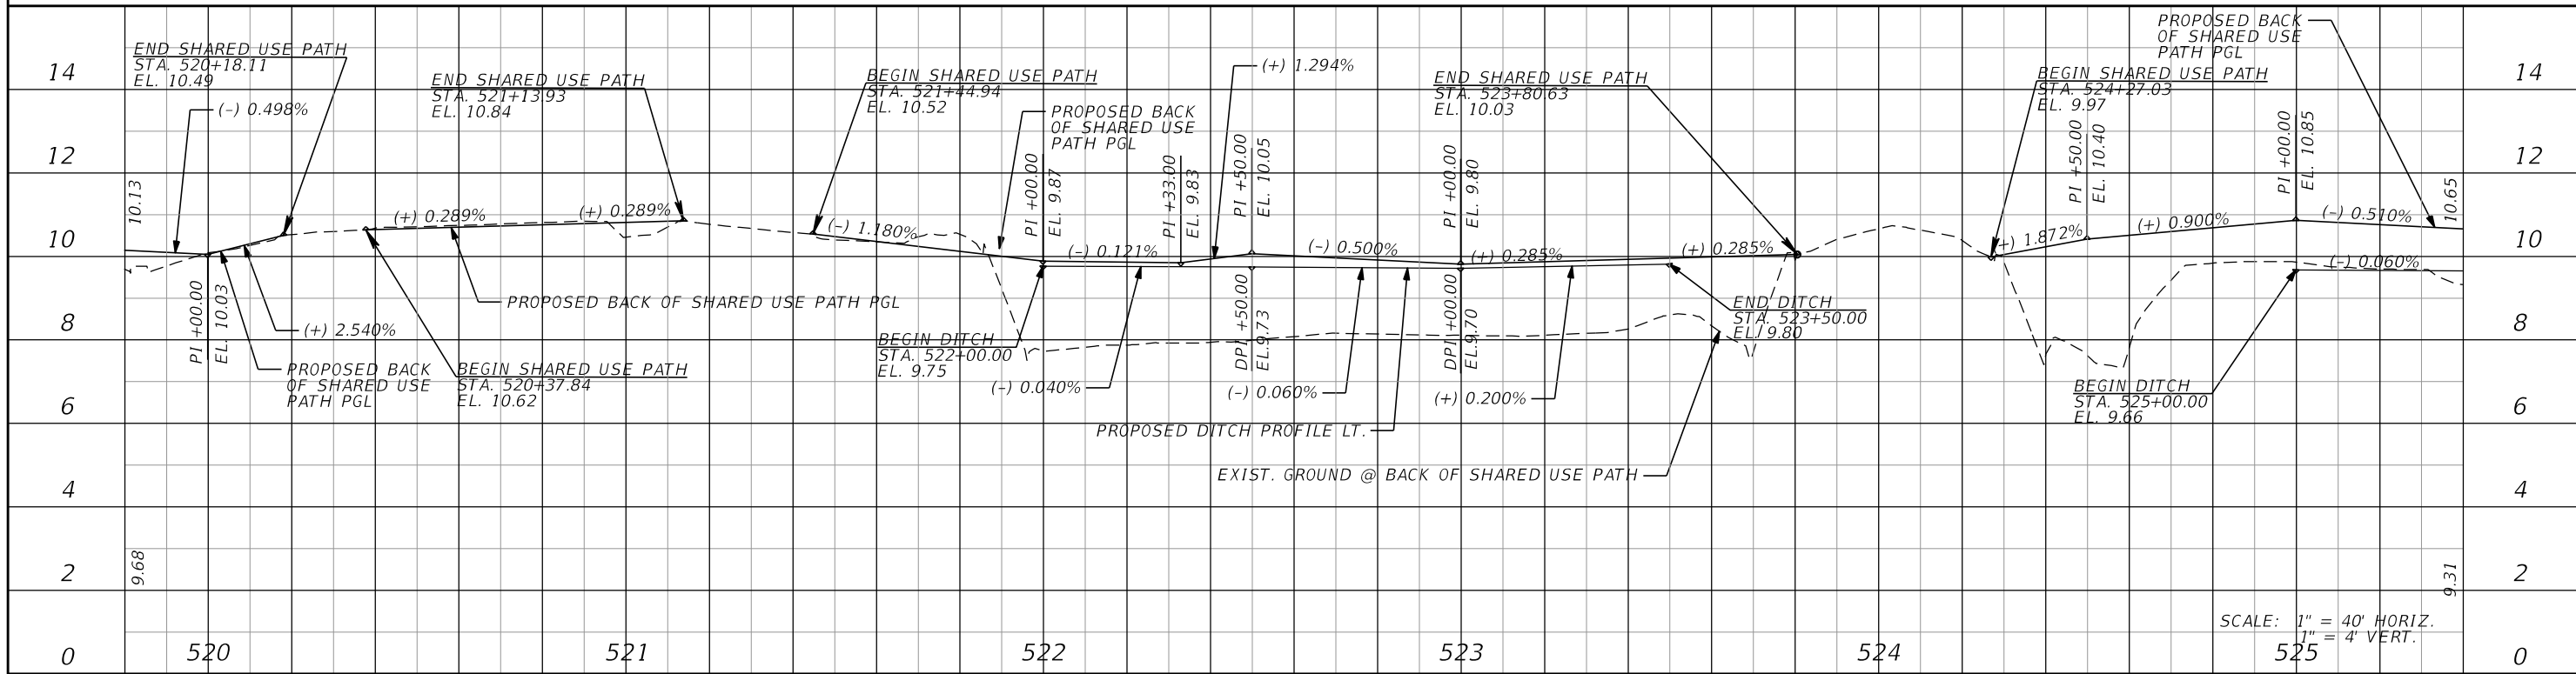 END SHARED USE PATH
STA. 520+18.11
EL. 10.49
(-) 0.498%
END SHARED USE PATH
STA. 521+13.93
EL. 10.84
BEGIN SHARED USE PATH
STA. 521+44.94
EL. 10.52
PROPOSED BACK
OF SHARED USE
PATH PGL
(+) 1.294%
END SHARED USE PATH
STA. 523+80.63
EL. 10.03
PROPOSED BACK
OF SHARED USE
PATH PGL
BEGIN SHARED USE PATH
STA. 524+27.03
EL. 9.97
14
14
12
12
10
10
8
8
6
6
4
4
2
2
0
0
10.13
(+) 0.289%
(+) 0.289%
(-) 1.180%
PI +00.00
EL. 9.87
(-) 0.121%
PI +33.00
EL. 9.83
PI +50.00
EL. 10.05
(-) 0.500%
PI +00.00
EL. 9.80
(+) 0.285%
(+) 0.285%
(+) 1.872%
PI +50.00
EL. 10.40
(+) 0.900%
PI +00.00
EL. 10.85
(-) 0.510%
10.65
(-) 0.060%
PI +00.00
EL. 10.03
(+) 2.540%
PROPOSED BACK
OF SHARED USE
PATH PGL
PROPOSED BACK OF SHARED USE PATH PGL
BEGIN SHARED USE PATH
STA. 520+37.84
EL. 10.62
BEGIN DITCH
STA. 522+00.00
EL. 9.75
(-) 0.040%
DPI +50.00
EL.9.73
(-) 0.060%
DPI +00.00
EL.9.70
(+) 0.200%
END DITCH
STA. 523+50.00
EL. 9.80
PROPOSED DITCH PROFILE LT.
EXIST. GROUND @ BACK OF SHARED USE PATH
BEGIN DITCH
STA. 525+00.00
EL. 9.66
9.68
9.31
SCALE: 1" = 40' HORIZ.
1" = 4' VERT.
520
521
522
523
524
525